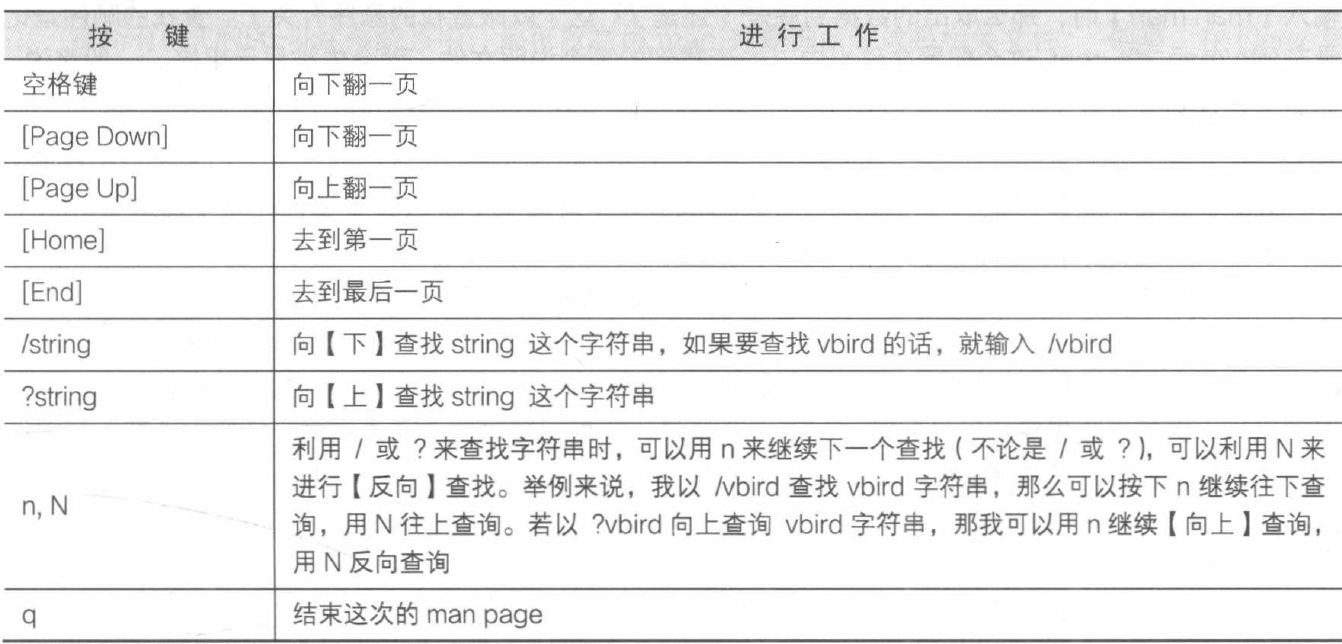 按 键 进行工作
空格键 向下翻一页
[Page Down] 向下翻一页
[Page Up] 向上翻一页
[Home] 去到第一页
[End] 去到最后一页
/string 向【下】查找 string 这个字符串，如果要查找 vbird 的话，就输入 /vbird
?string 向【上】查找 string 这个字符串
n, N
利用 / 或 ? 来查找字符串时，可以用 n 来继续下一个查找（不论是 / 或 ?），可以利用 N 来
进行【反向】查找。举例来说，我以 /vbird 查找 vbird 字符串，那么可以按下 n 继续往下查
询，用 N 往上查询。若以 ?vbird 向上查询 vbird 字符串，那我可以用 n 继续【向上】查询，
用 N 反向查询
q 结束这次的 man page